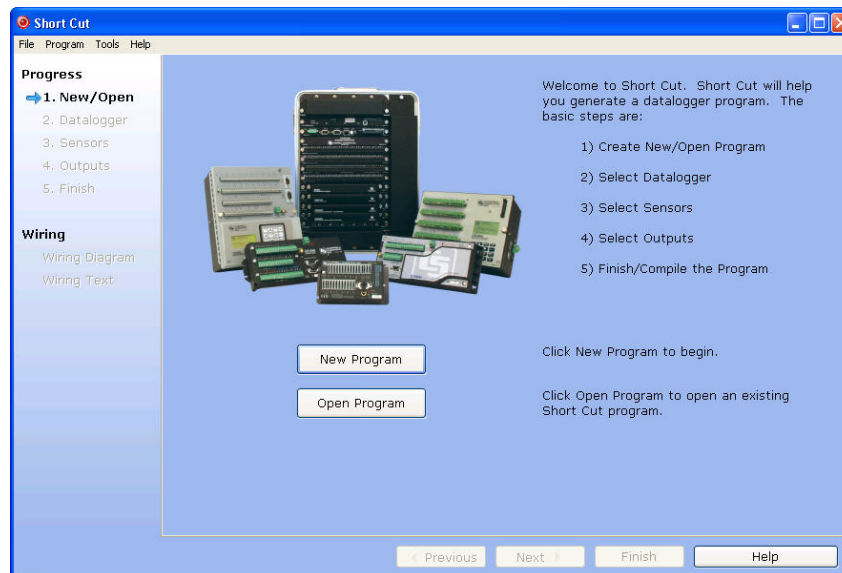 Short Cut
File Program Tools Help
Progress
1. New/Open
2. Datalogger
3. Sensors
4. Outputs
5. Finish
Wiring
Wiring Diagram
Wiring Text
Welcome to Short Cut. Short Cut will help
you generate a datalogger program. The
basic steps are:
1) Create New/Open Program
2) Select Datalogger
3) Select Sensors
4) Select Outputs
5) Finish/Compile the Program
New Program
Click New Program to begin.
Open Program
Click Open Program to open an existing
Short Cut program.
Previous
Next
Finish
Help